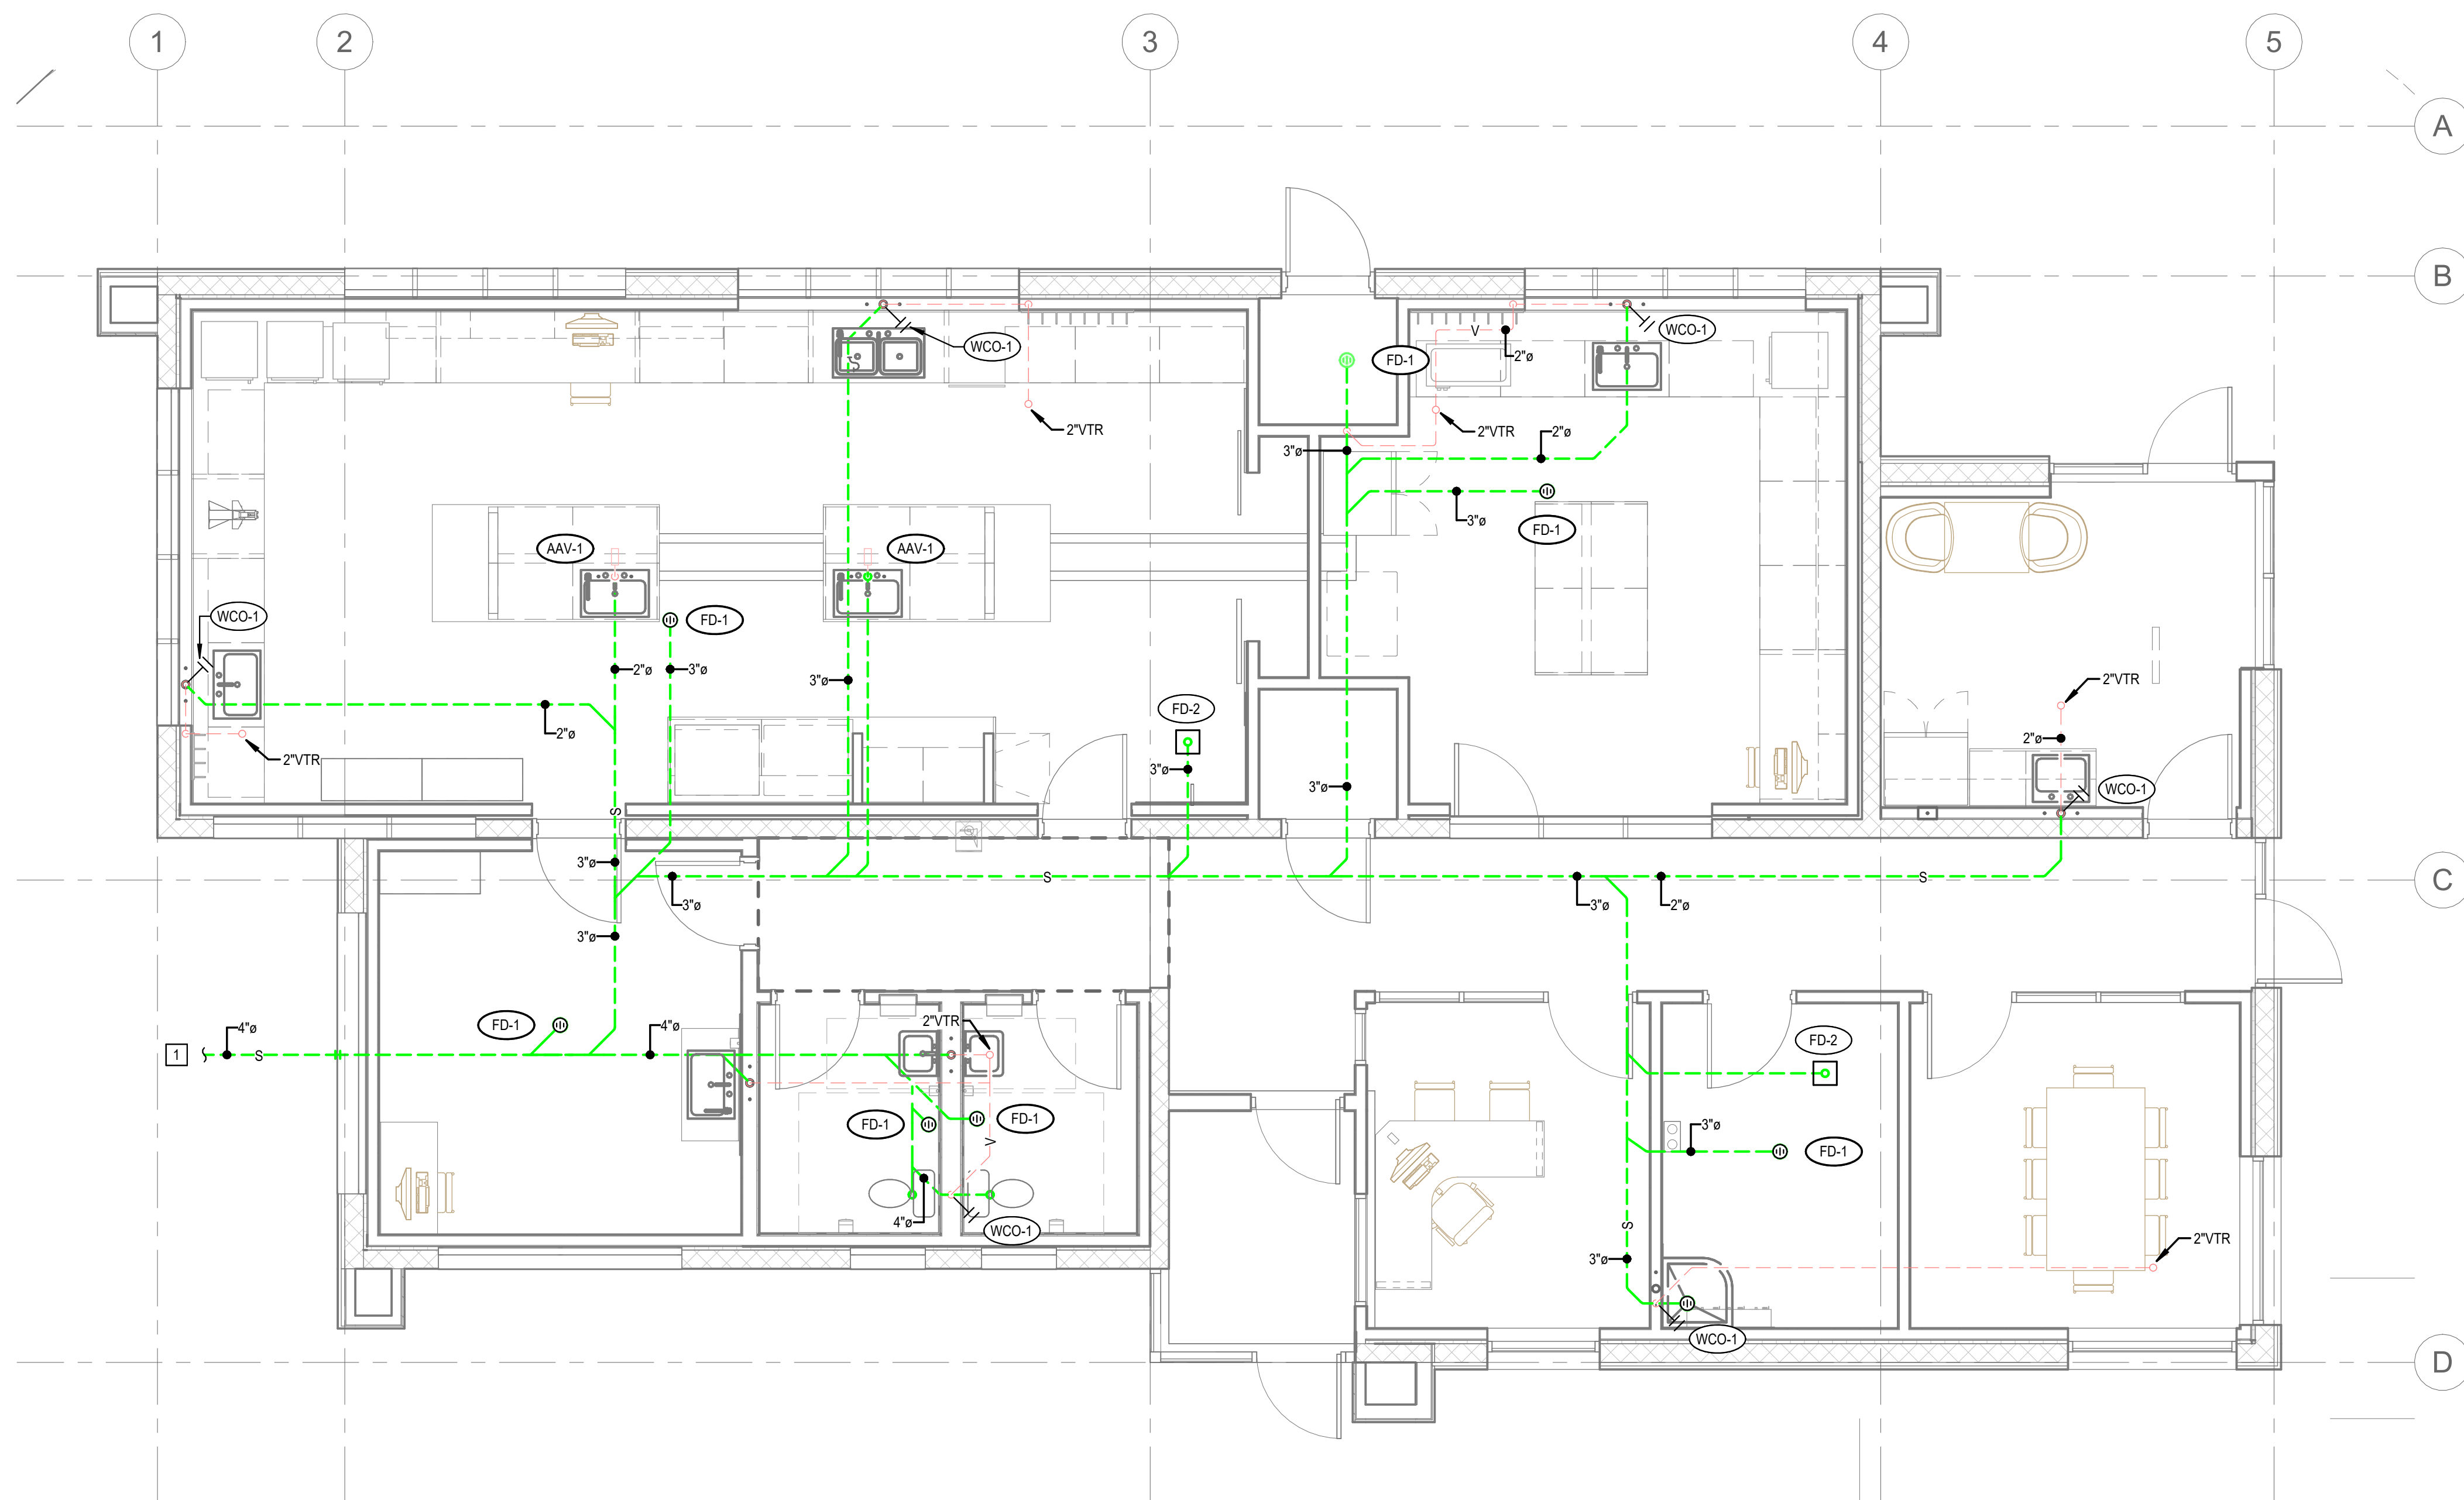 1
2
3
4
5
A
B
WCO-1
WCO-1
V
2"ø
FD-1
2"VTR
2"VTR
3"ø
2"ø
S
3"ø
FD-1
AAV-1
AAV-1
WCO-1
FD-1
2"ø
3"ø
3"ø
2"VTR
FD-2
2"ø
2"ø
2"VTR
3"ø
3"ø
WCO-1
S
3"ø
S
S
C
3"ø
3"ø
2"ø
3"ø
4"ø
FD-1
4"ø
2"VTR
1
S
FD-2
FD-1
FD-1
3"ø
V
FD-1
4"ø
WCO-1
S
3"ø
2"VTR
WCO-1
D